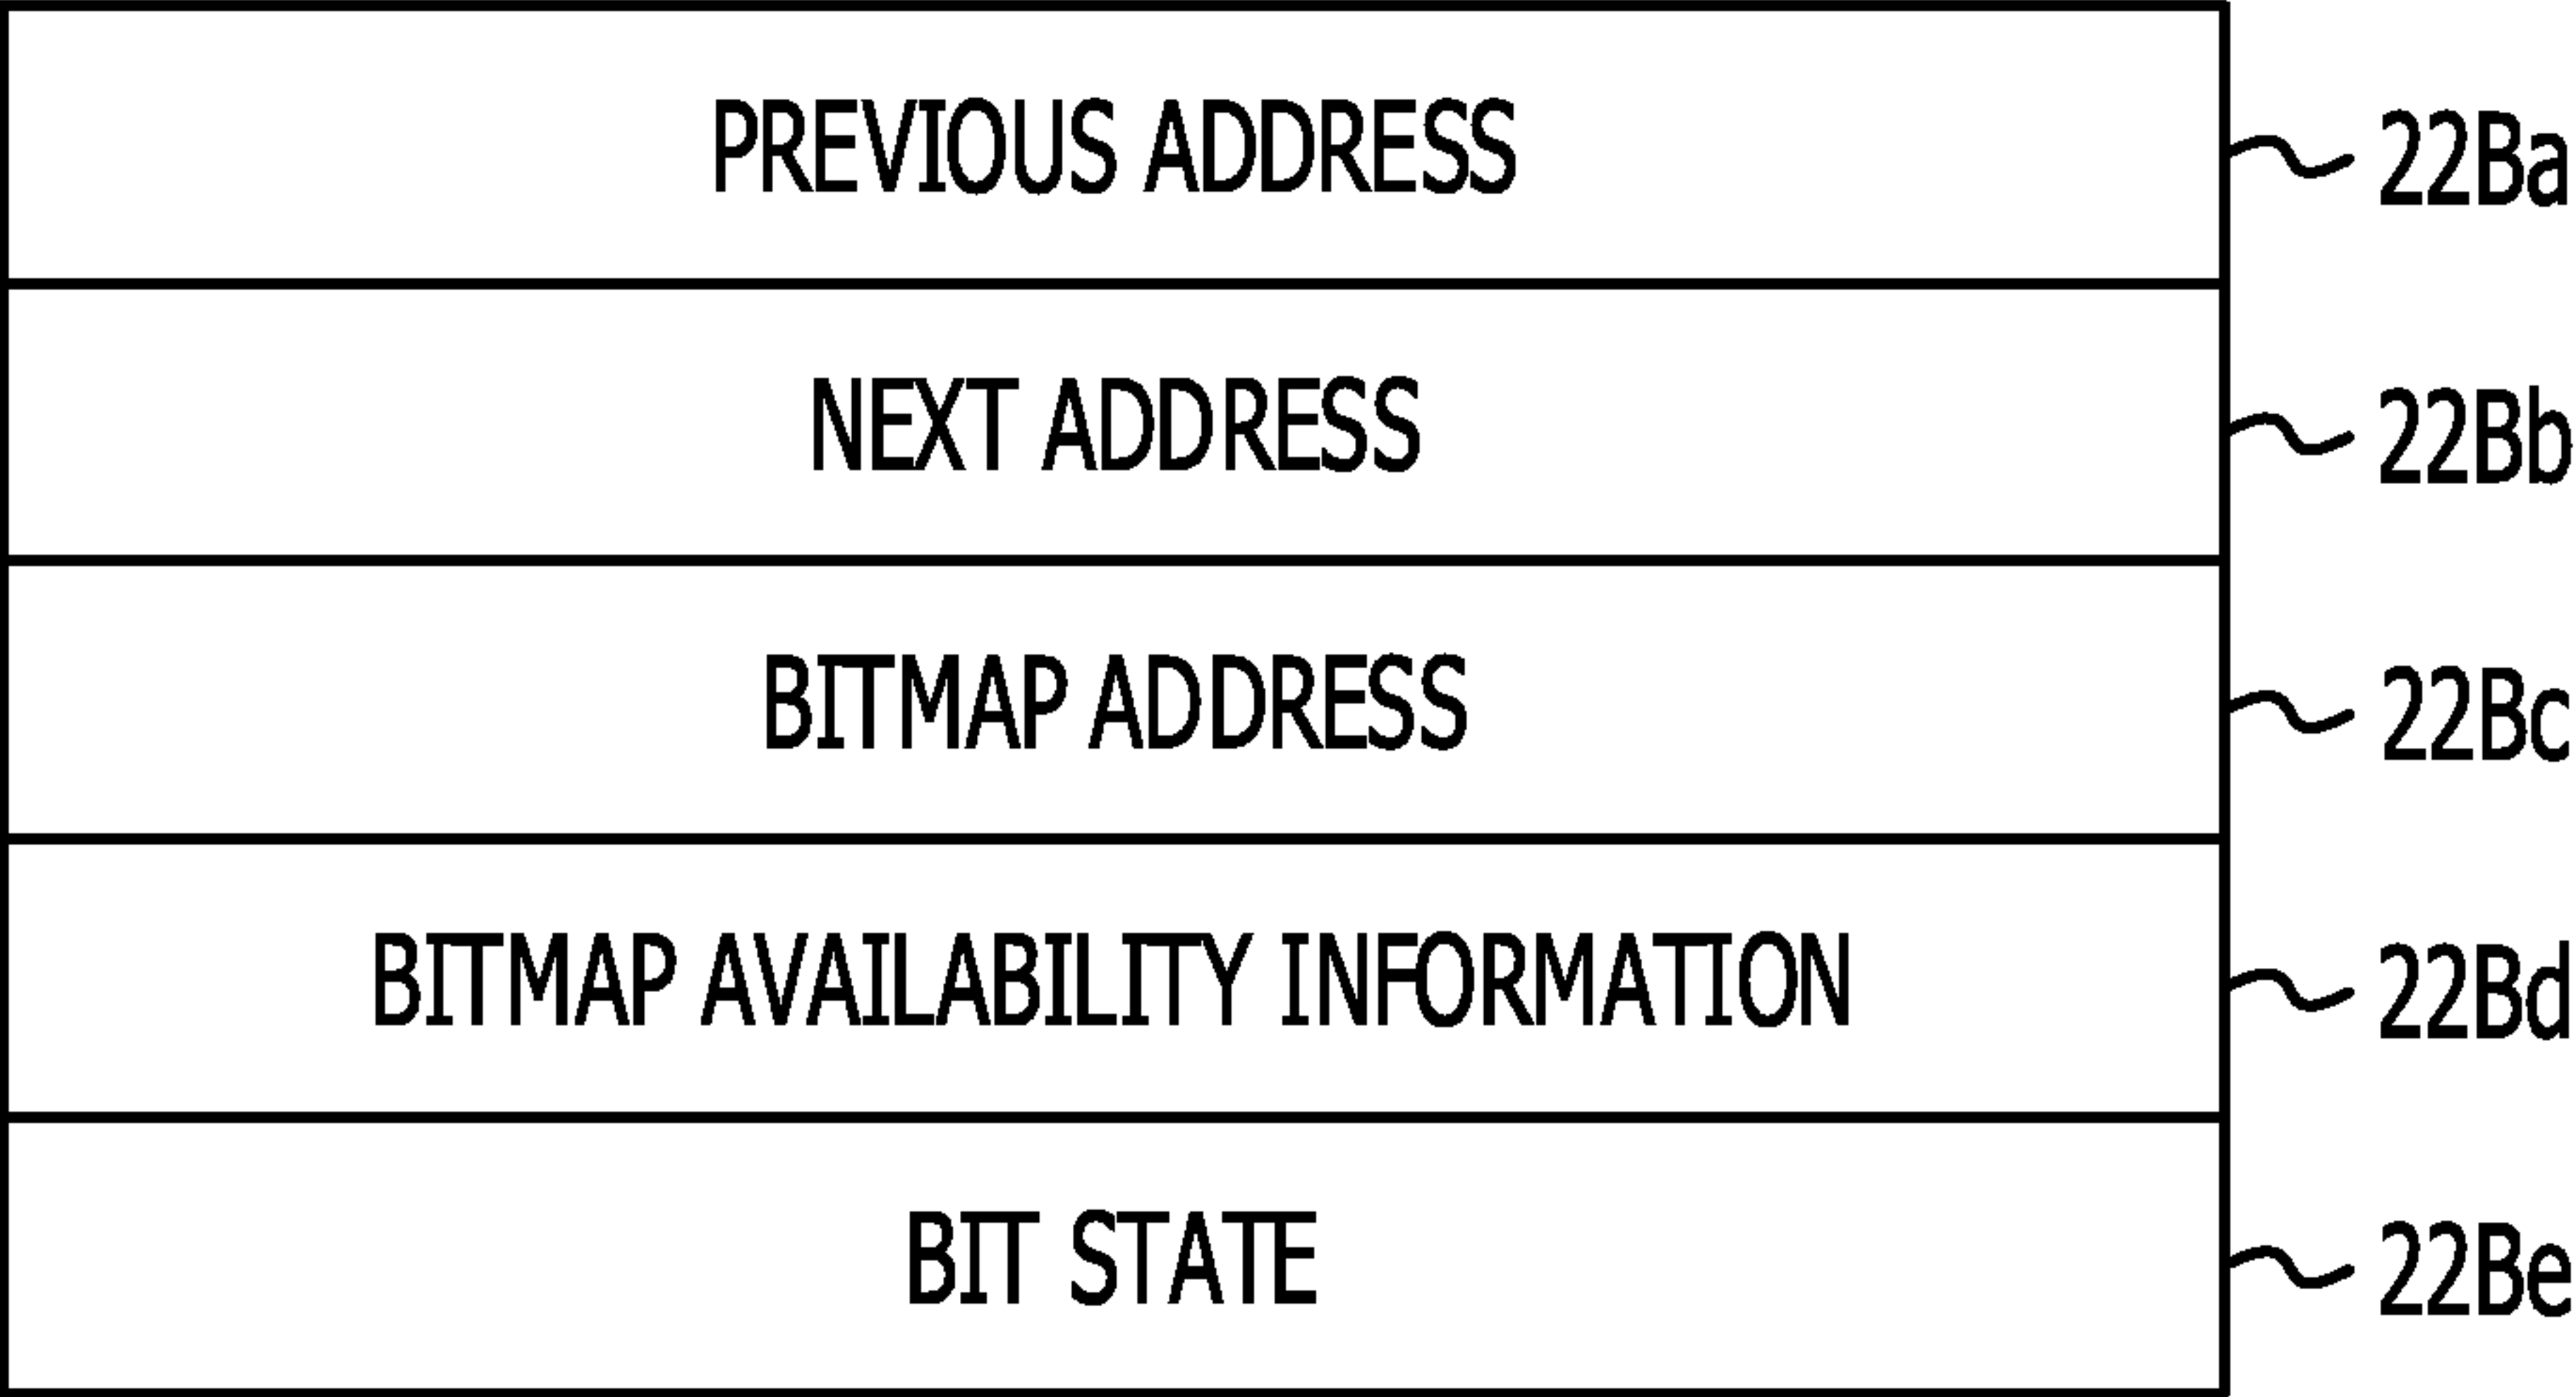 PREVIOUS ADDRESS 22Ba
NEXT ADDRESS 22Bb
BITMAP ADDRESS 22Bc
BITMAP AVAILABILITY INFORMATION 22Bd
BIT STATE 22Be